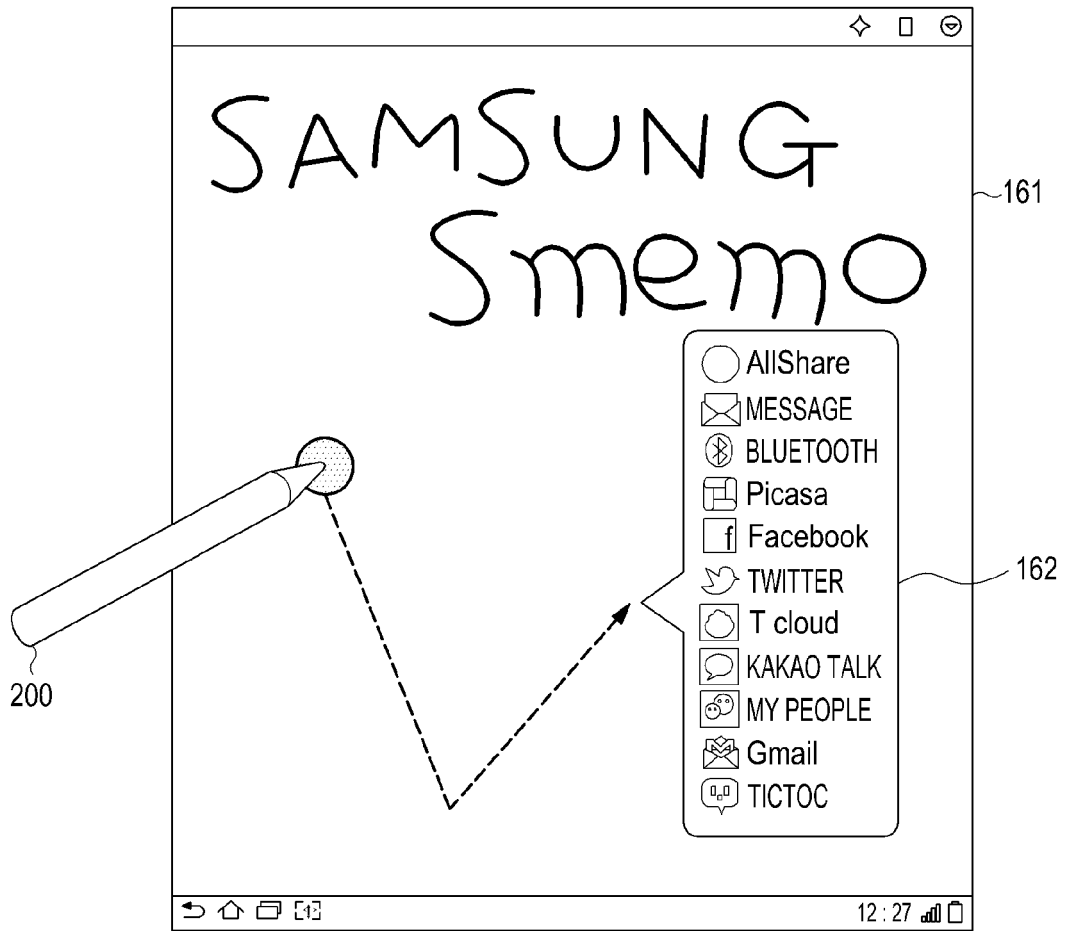 SAMSUNG
161
Smemo
AllShare
MESSAGE
BLUETOOTH
Picasa
f Facebook
TWITTER
162
T cloud
KAKAO TALK
200
MY PEOPLE
Gmail
TICTOC
12:27